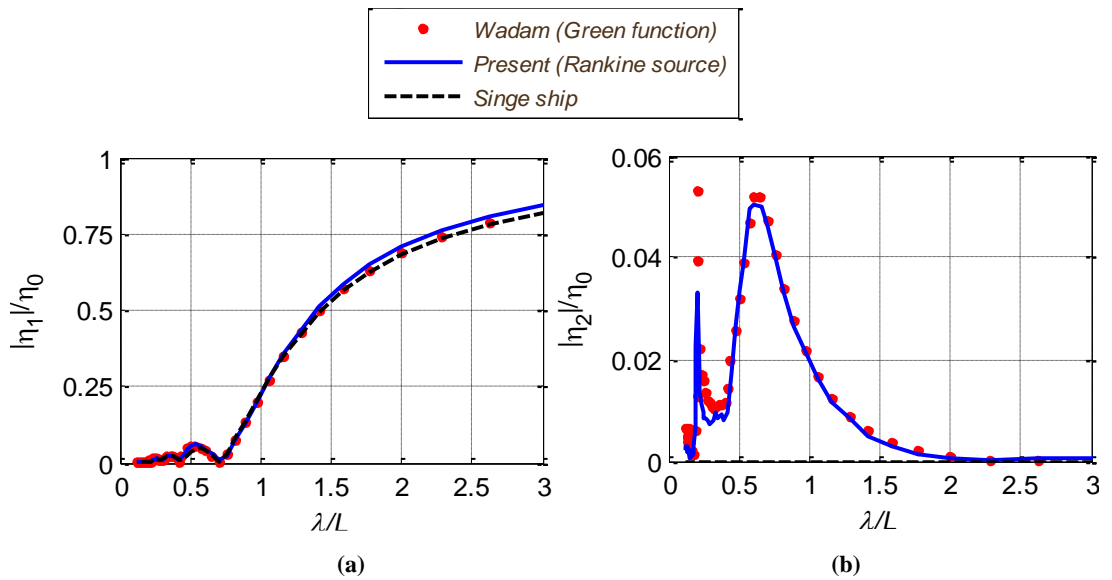 Wadam (Green function)
Present (Rankine source)
Singe ship
1
0.75
0.5
0.25
0
|η1|/η0
0 0.5 1 1.5 2 2.5 3
λ/L
(a)
0.06
0.04
0.02
0
|η2|/η0
0 0.5 1 1.5 2 2.5 3
λ/L
(b)